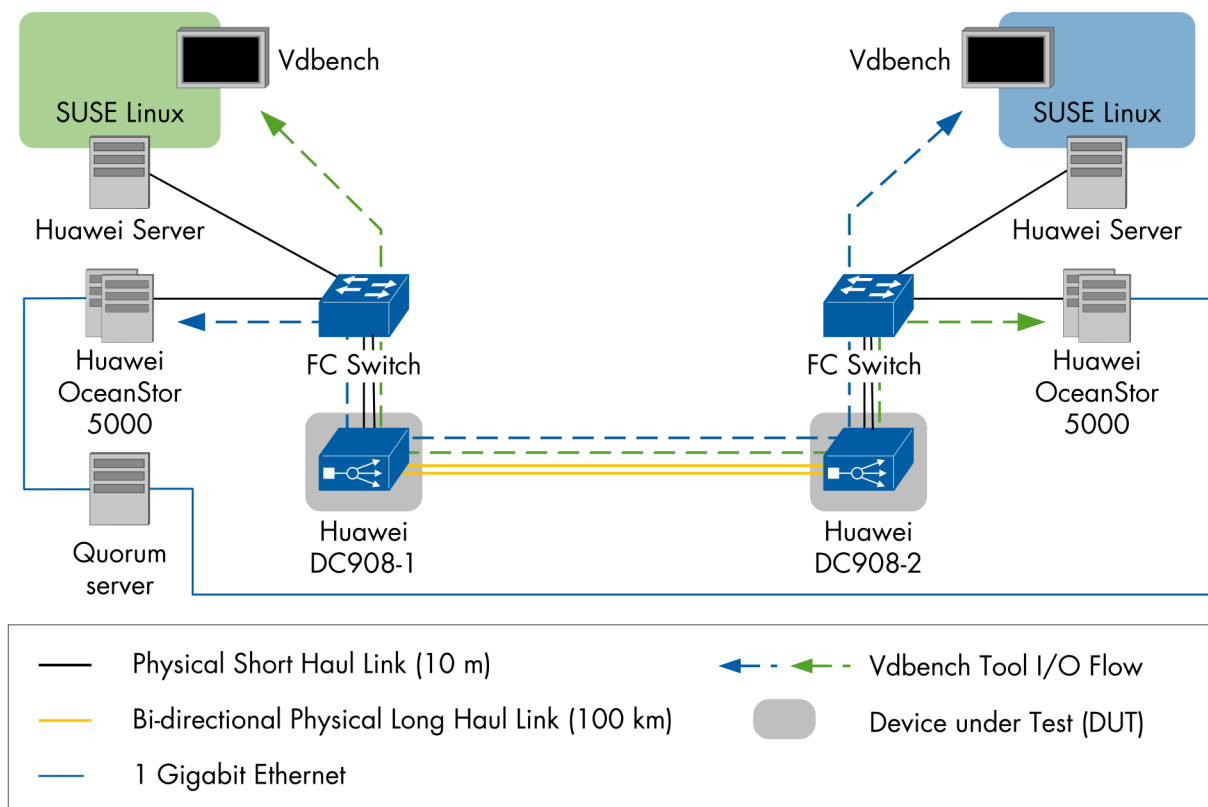 Vdbench
SUSE Linux
Huawei Server
Vdbench
SUSE Linux
Huawei Server
Huawei
OceanStor
5000
FC Switch
FC Switch
Huawei
OceanStor
5000
Quorum
server
Huawei
DC908-1
Huawei
DC908-2
Physical Short Haul Link (10 m)
Bi-directional Physical Long Haul Link (100 km)
1 Gigabit Ethernet
Vdbench Tool I/O Flow
Device under Test (DUT)